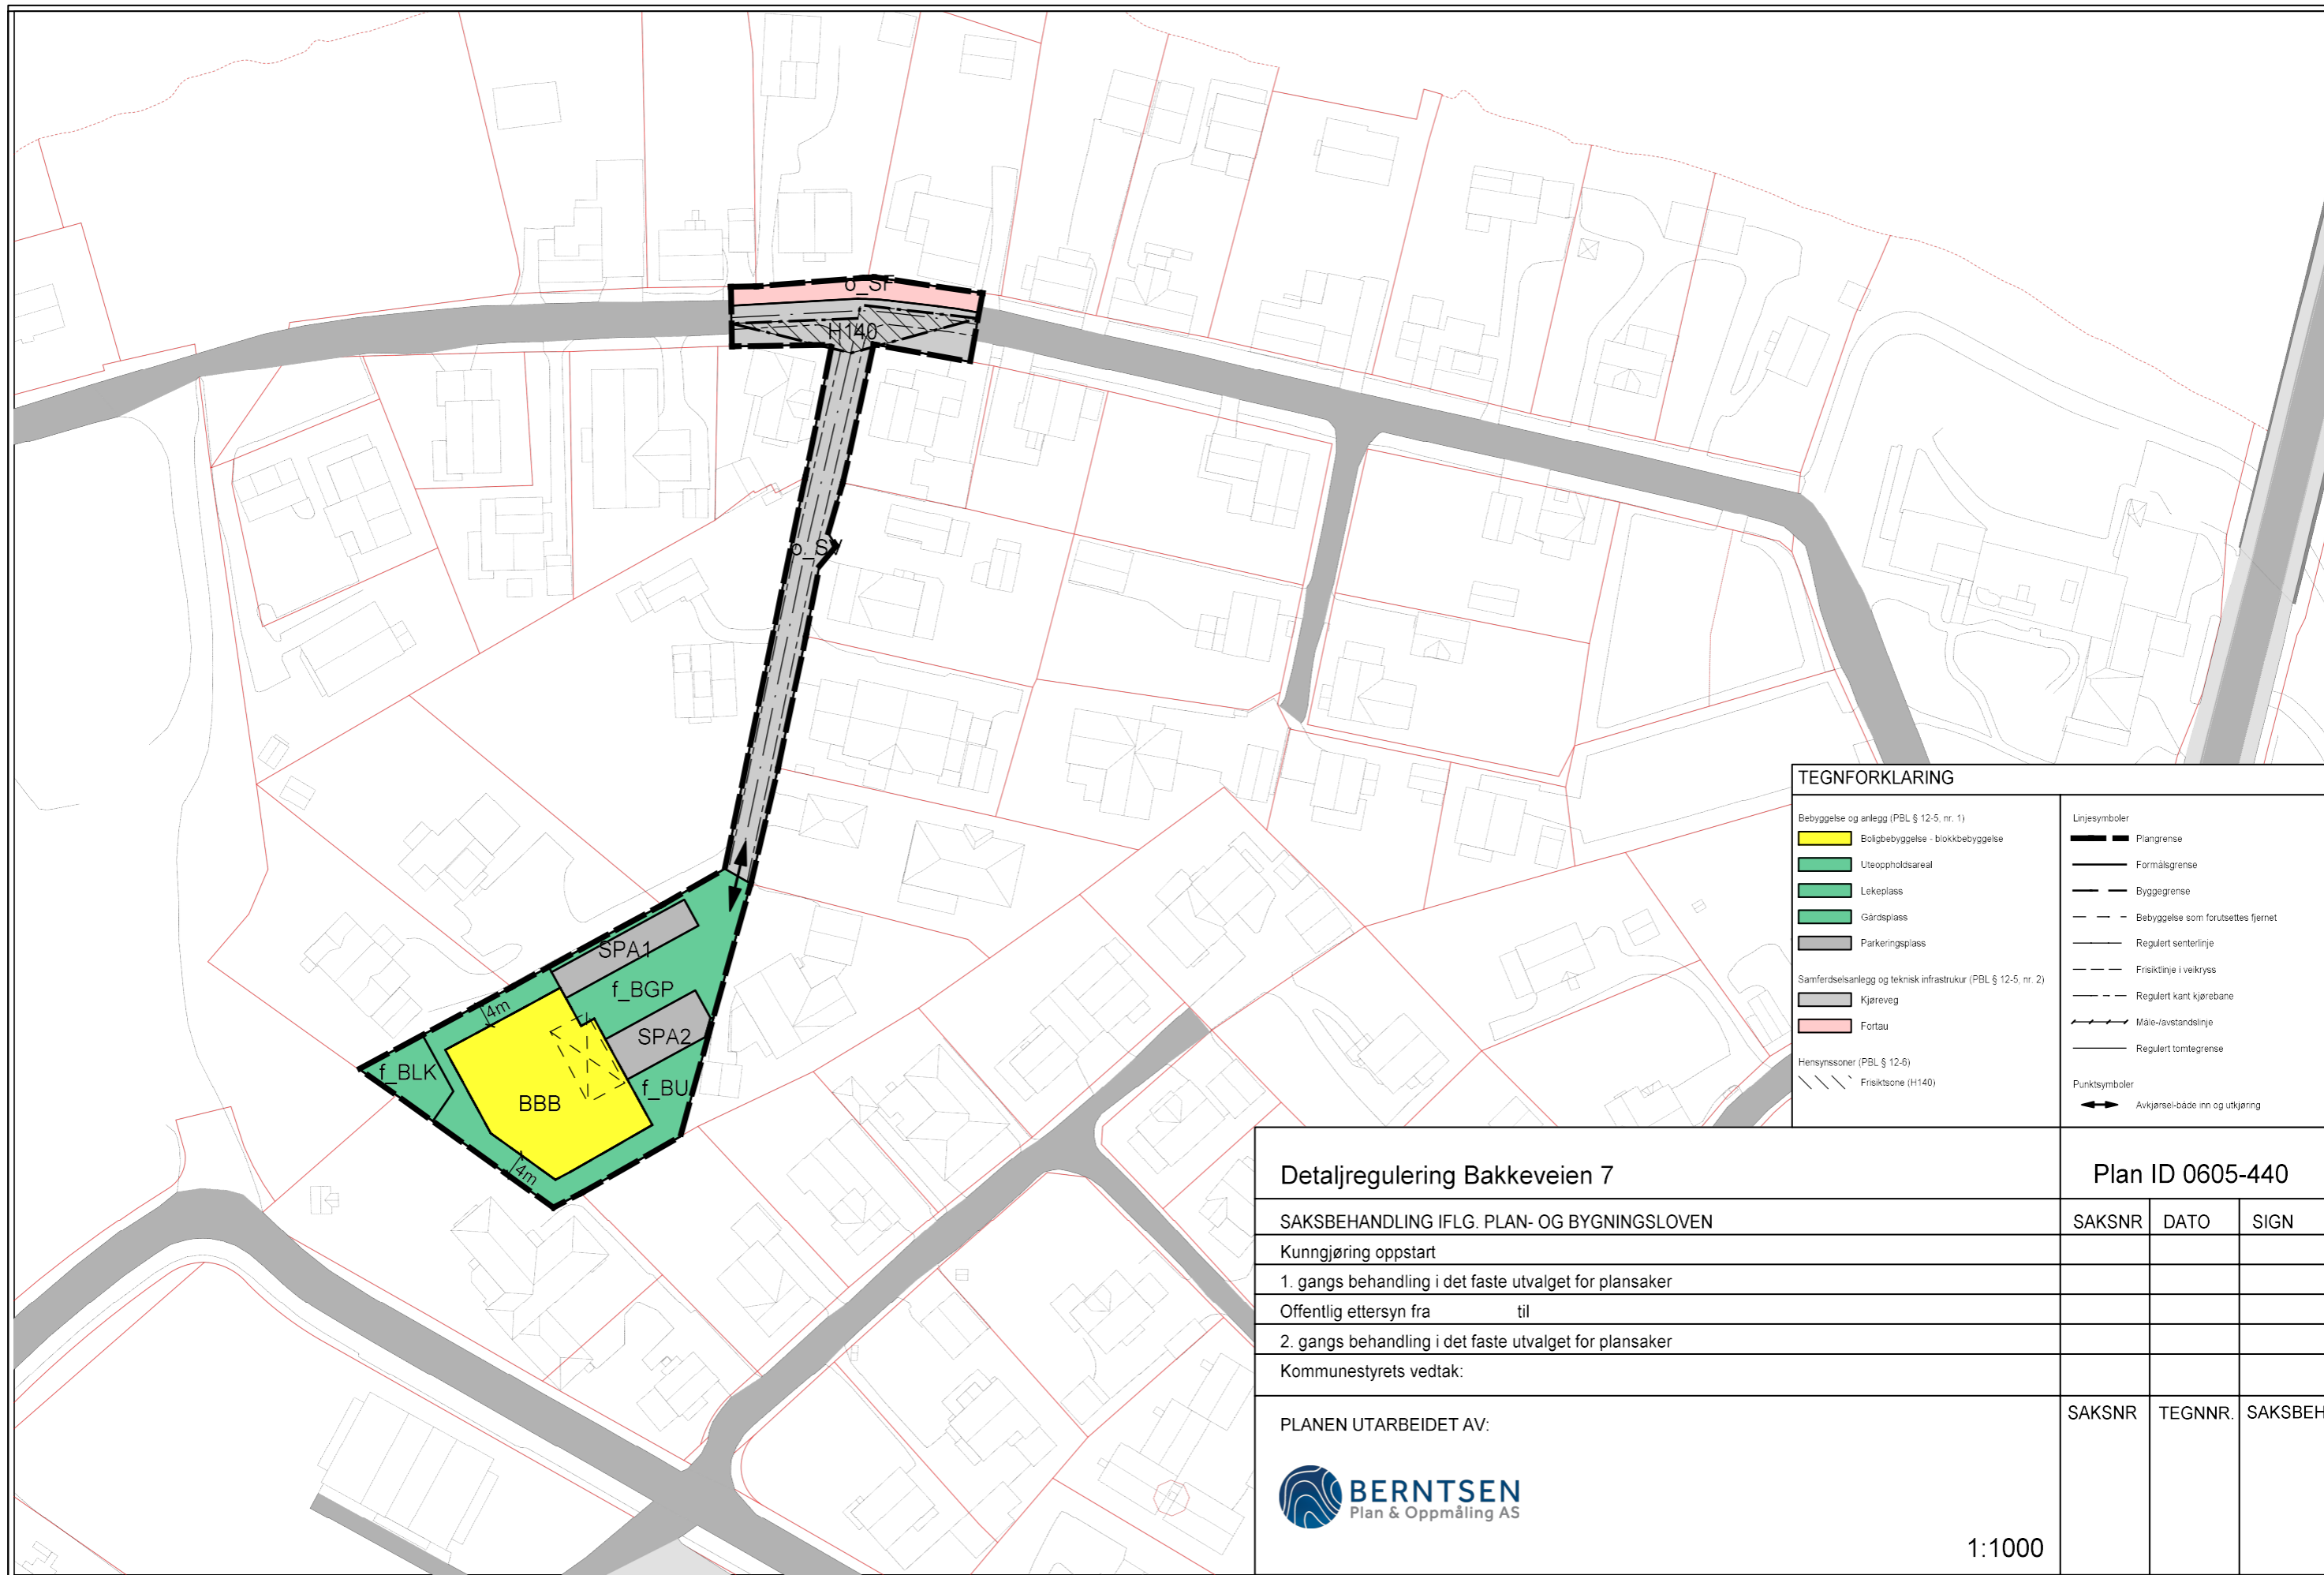 o_SF
H140
o_SV
SPA1
f_BGP
4m
SPA2
f_BLK
f_BU
BBB
4m
TEGNFORKLARING
Bebyggelse og anlegg (PBL § 12-5, nr. 1)
Boligbebyggelse - blokkbebyggelse
Uteoppholdsareal
Lekeplass
Gårdsplass
Parkeringsplass
Samferdselsanlegg og teknisk infrastrukur (PBL § 12-5, nr. 2)
Kjøreveg
Fortau
Hensynssoner (PBL § 12-6)
Frisiktsone (H140)
Linjesymboler
Plangrense
Formålsgrense
Byggegrense
Bebyggelse som forutsettes fjernet
Regulert senterlinje
Frisiktlinje i veikryss
Regulert kant kjørebane
Måle-/avstandslinje
Regulert tomtegrense
Punktsymboler
Avkjørsel-både inn og utkjøring
Detaljregulering Bakkeveien 7
Plan ID 0605-440
SAKSBEHANDLING IFLG. PLAN- OG BYGNINGSLOVEN SAKSNR DATO SIGN
Kunngjøring oppstart
1. gangs behandling i det faste utvalget for plansaker
Offentlig ettersyn fra til
2. gangs behandling i det faste utvalget for plansaker
Kommunestyrets vedtak:
PLANEN UTARBEIDET AV:
SAKSNR TEGNNR. SAKSBEH
BERNTSEN
Plan & Oppmåling AS
1:1000